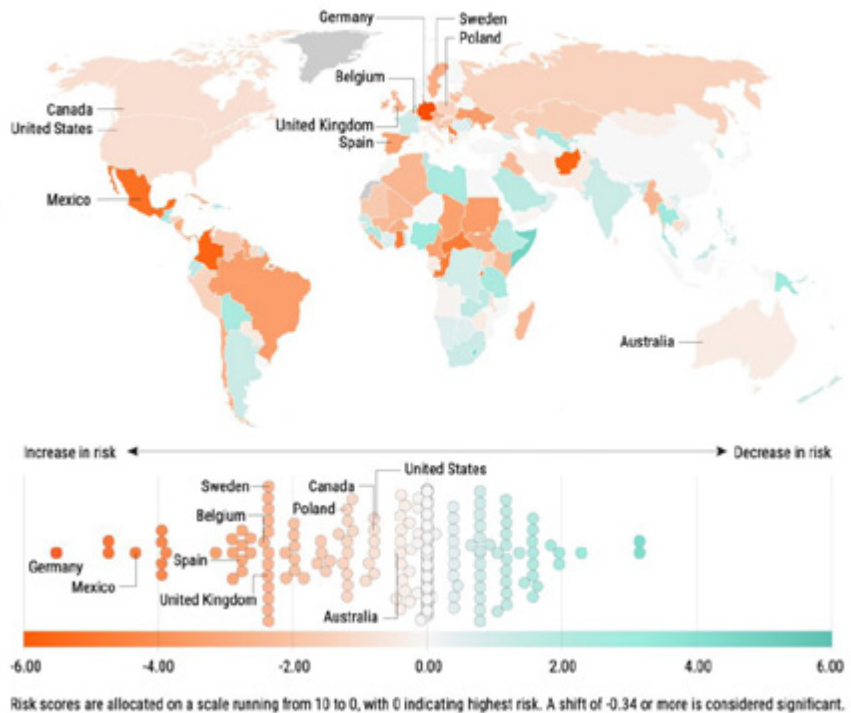 Germany
Sweden
Poland
Belgium
Canada
United States
United Kingdom
Spain
Mexico
Australia
Increase in risk
Decrease in risk
United States
Sweden
Canada
Belgium
Poland
Spain
Germany
Mexico
United Kingdom
Australia
-6.00 -4.00 -2.00 0.00 2.00 4.00 6.00
Risk scores are allocated on a scale running from 10 to 0, with 0 indicating highest risk. A shift of -0.34 or more is considered significant.